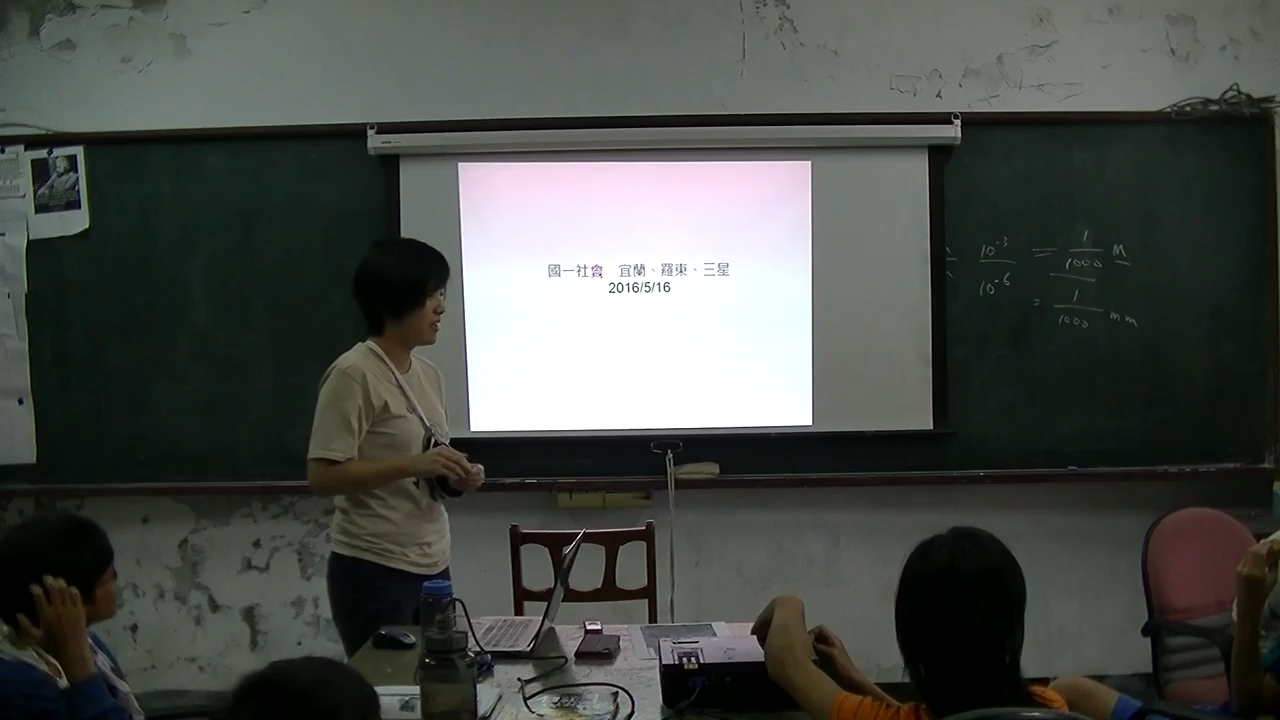 國一社會 宜蘭、羅東、三星
2016/5/16
10⁻³
10⁻⁶
= 1/1000 M
= 1/1000 mm